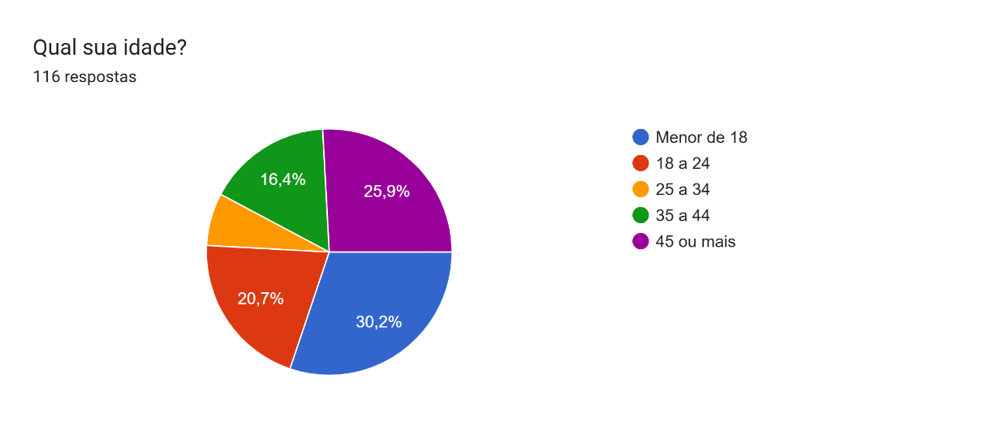 Qual sua idade?
116 respostas
16,4%
25,9%
20,7%
30,2%
Menor de 18
18 a 24
25 a 34
35 a 44
45 ou mais